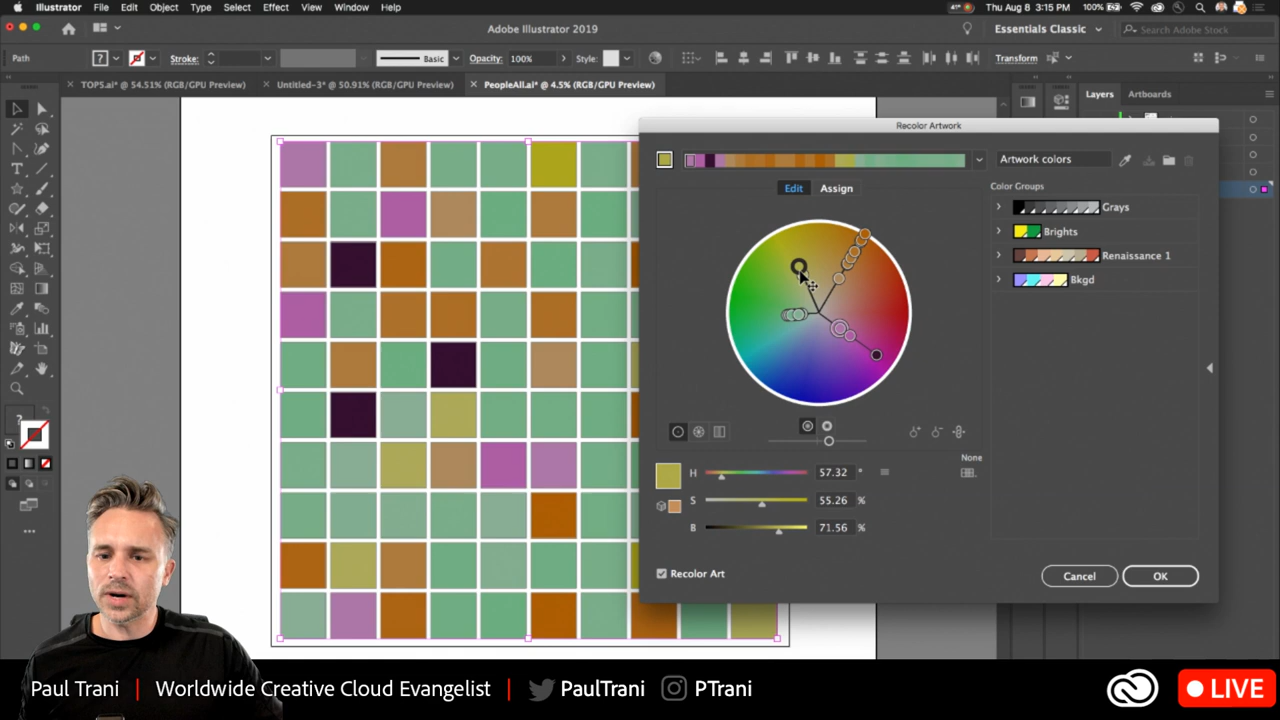 Illustrator File Edit Object Type Select Effect View Window Help
Thu Aug 8 3:15 PM 100%
Adobe Illustrator 2019
Essentials Classic
Search Adobe Stock
Path
?
Stroke:
Basic
Opacity: 100%
Style:
Transform
TOPS.ai* @ 54.51% (RGB/GPU Preview)
Untitled-3* @ 50.91% (RGB/GPU Preview)
PeopleAll.ai* @ 4.5% (RGB/GPU Preview)
Layers Artboards
Recolor Artwork
Artwork colors
Edit Assign
Color Groups
Grays
Brights
Renaissance 1
Bkgd
?
None
H 57.32 °
S 55.26 %
B 71.56 %
Recolor Art
Cancel OK
Paul Trani | Worldwide Creative Cloud Evangelist | PaulTrani PTrani
LIVE